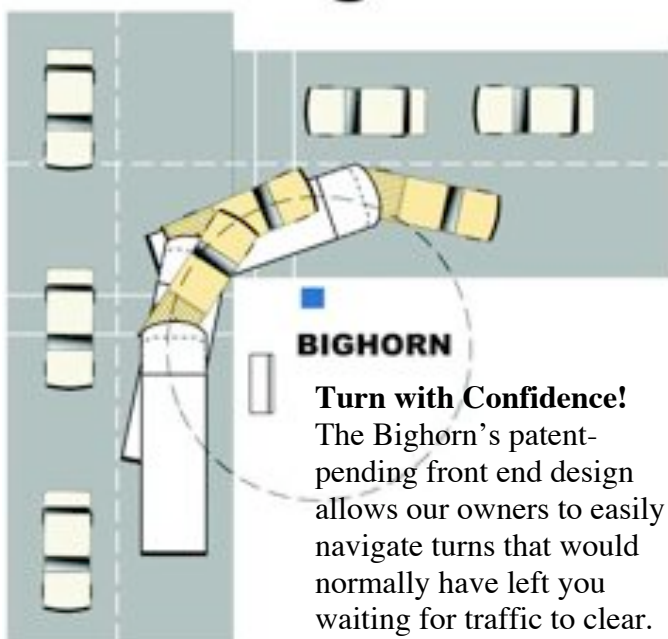 BIGHORN
Turn with Confidence!
The Bighorn's patent-
pending front end design
allows our owners to easily
navigate turns that would
normally have left you
waiting for traffic to clear.